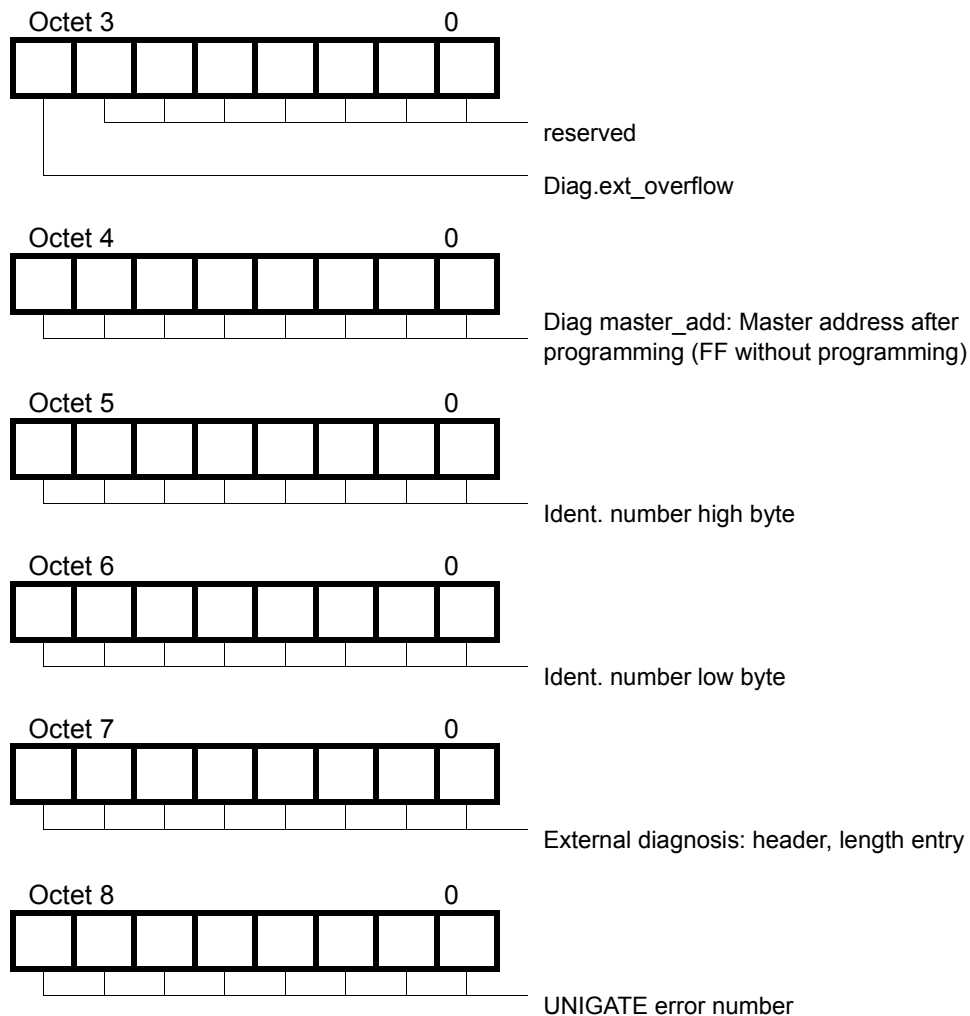 Octet 3 0
reserved
Diag.ext_overflow
Octet 4 0
Diag master_add: Master address after
programming (FF without programming)
Octet 5 0
Ident. number high byte
Octet 6 0
Ident. number low byte
Octet 7 0
External diagnosis: header, length entry
Octet 8 0
UNIGATE error number